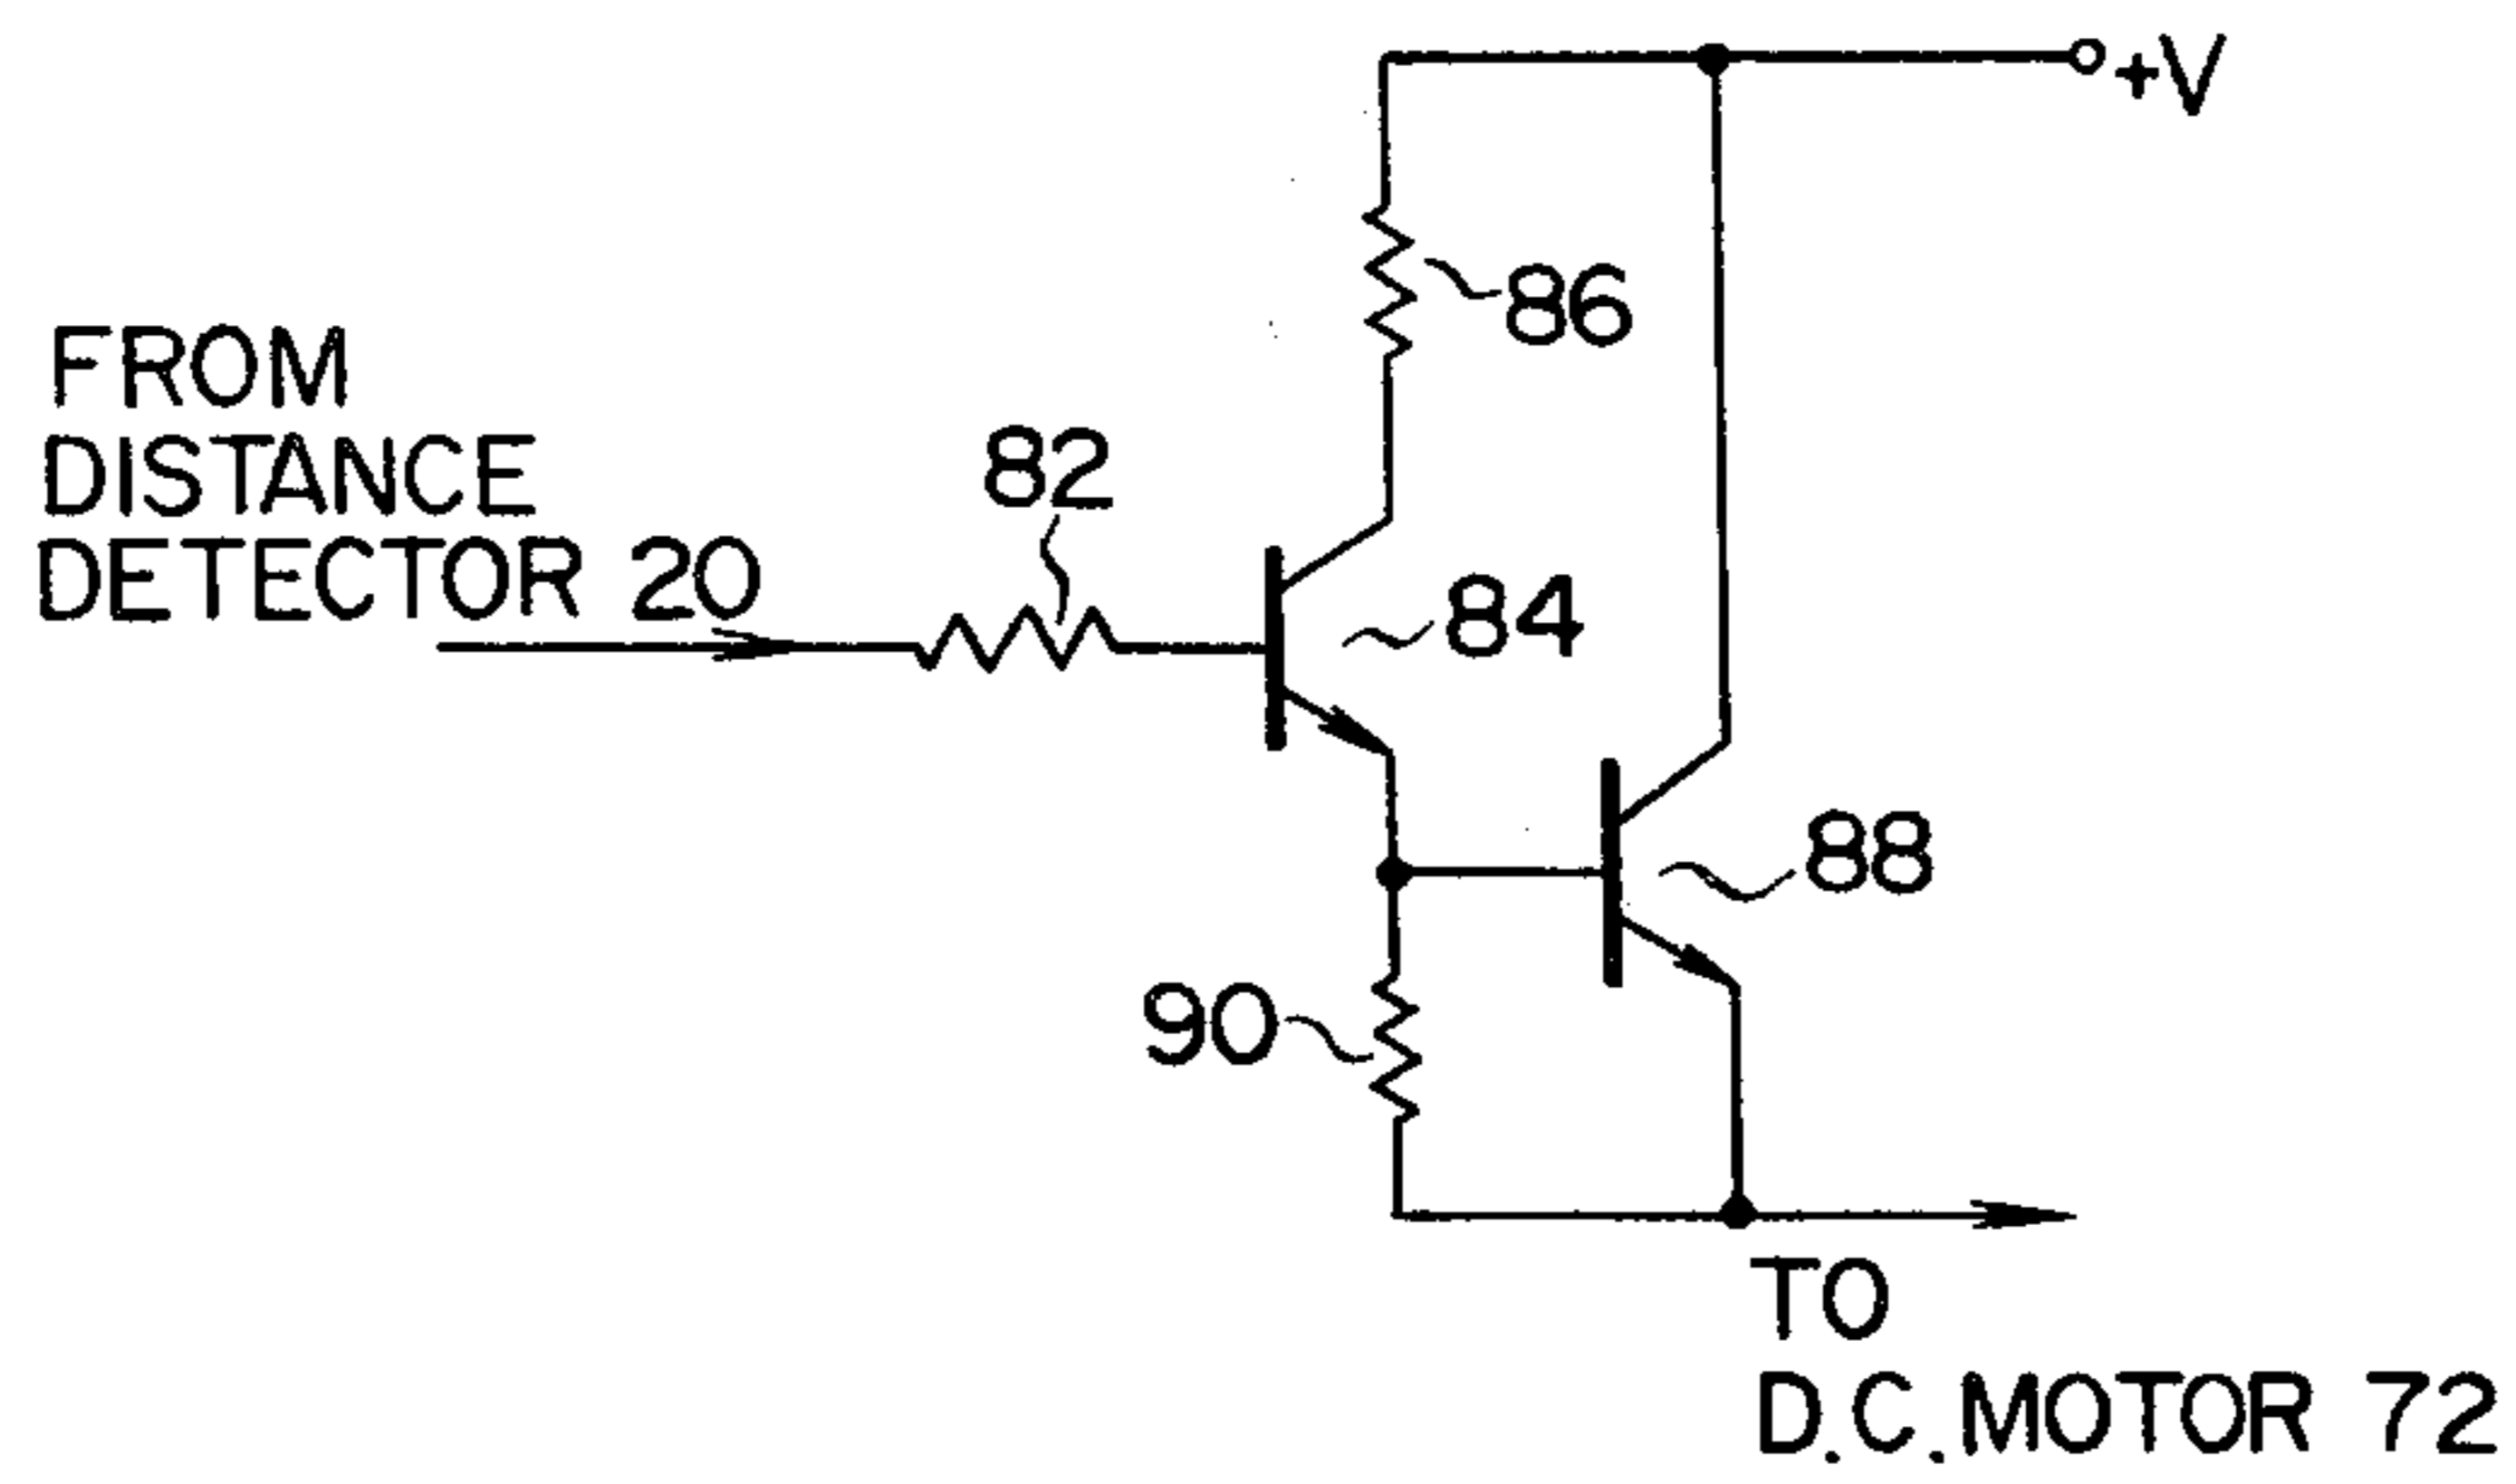 +V
86
FROM
DISTANCE
DETECTOR 20
82
84
88
90
TO
D.C. MOTOR 72